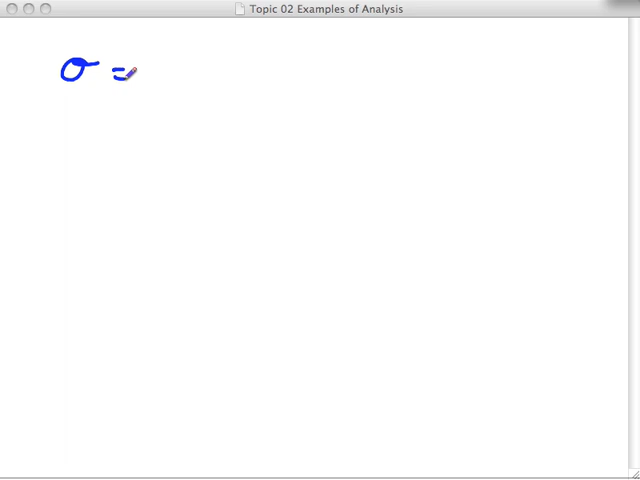 Topic 02 Examples of Analysis
σ =